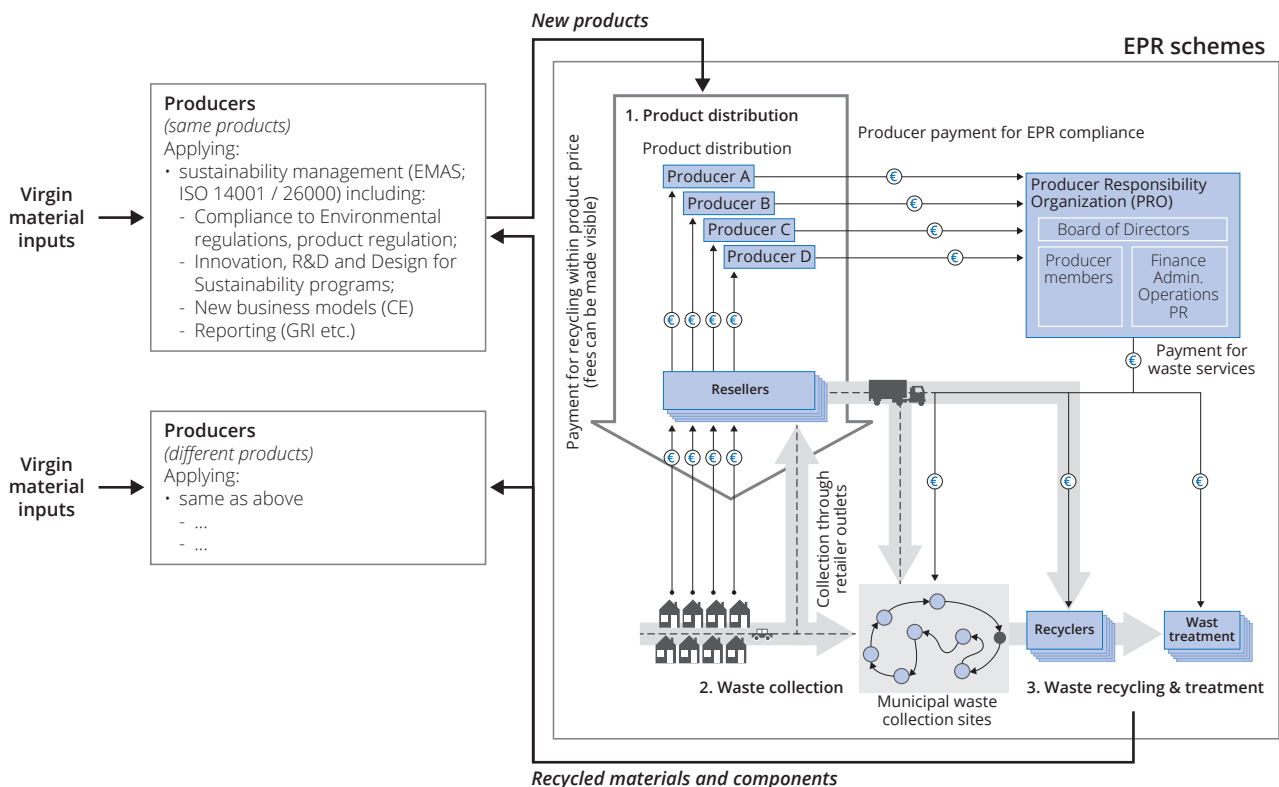 New products
EPR schemes
Virgin
material
inputs
Producers
(same products)
Applying:
• sustainability management (EMAS;
ISO 14001 / 26000) including:
- Compliance to Environmental
regulations, product regulation;
- Innovation, R&D and Design for
Sustainability programs;
- New business models (CE)
- Reporting (GRI etc.)
Virgin
material
inputs
Producers
(different products)
Applying:
• same as above
- ...
- ...
Payment for recycling within product price
(fees can be made visible)
1. Product distribution
Product distribution
Producer A
Producer B
Producer C
Producer D
Producer payment for EPR compliance
€
€
€
€
Producer Responsibility
Organization (PRO)
Board of Directors
Producer
members
Finance
Admin.
Operations
PR
€ € € €
€
Payment for
waste services
Resellers
€ € € €
€ € €
Collection through
retailer outlets
Recyclers
Wast
treatment
2. Waste collection
Municipal waste
collection sites
3. Waste recycling & treatment
Recycled materials and components